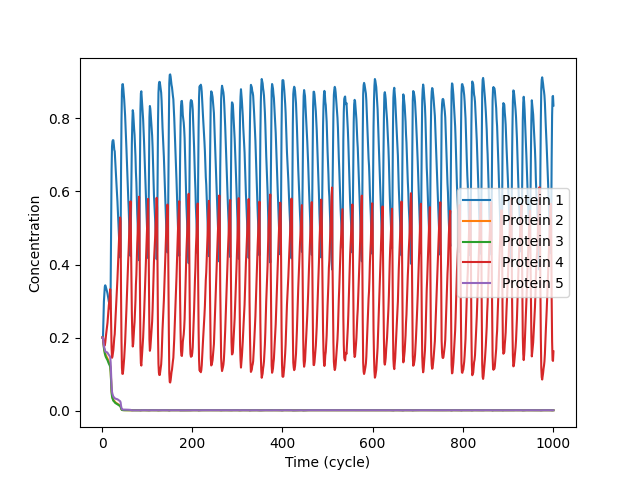 0.8
0.6
0.4
0.2
0.0
Concentration
0
200
400
600
800
1000
Time (cycle)
Protein 1
Protein 2
Protein 3
Protein 4
Protein 5